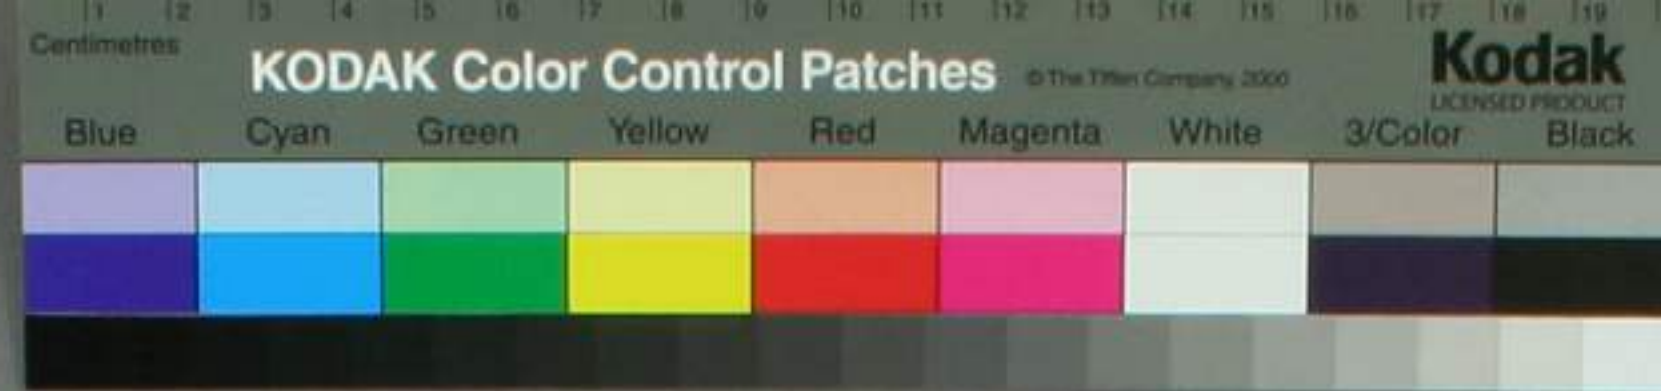 1 2 3 4 5 6 7 8 9 10 11 12 13 14 15 16 17 18 19
Centimetres
KODAK Color Control Patches © The Tiffen Company, 2000
Kodak
LICENSED PRODUCT
Blue Cyan Green Yellow Red Magenta White 3/Color Black